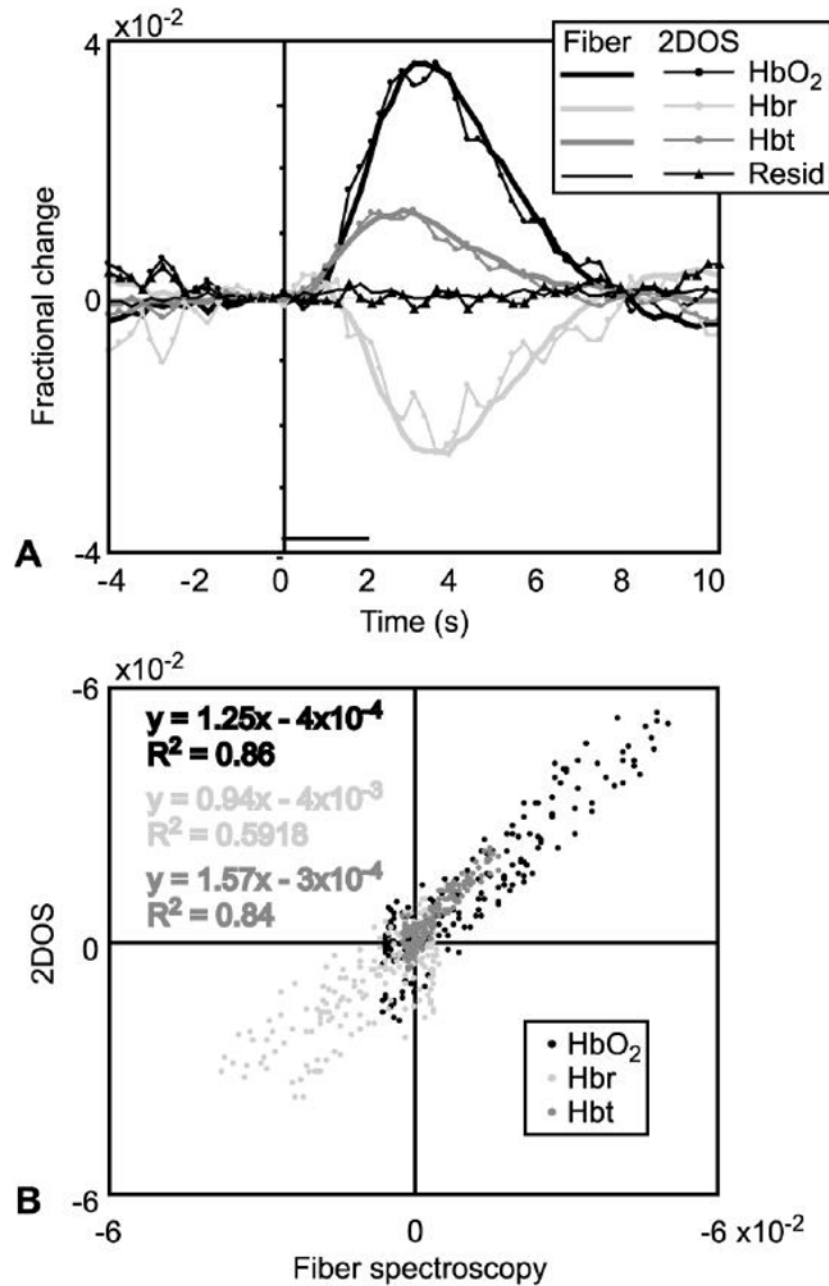 x10-2
4
Fiber 2DOS
HbO2
Hbr
Hbt
Resid
Fractional change
0
-4
A
-4 -2 0 2 4 6 8 10
Time (s)
x10-2
-6
y = 1.25x - 4x10-4
R2 = 0.86
y = 0.94x - 4x10-3
R2 = 0.5918
y = 1.57x - 3x10-4
R2 = 0.84
2DOS
0
HbO2
Hbr
Hbt
-6
B
-6 0 -6 x10-2
Fiber spectroscopy